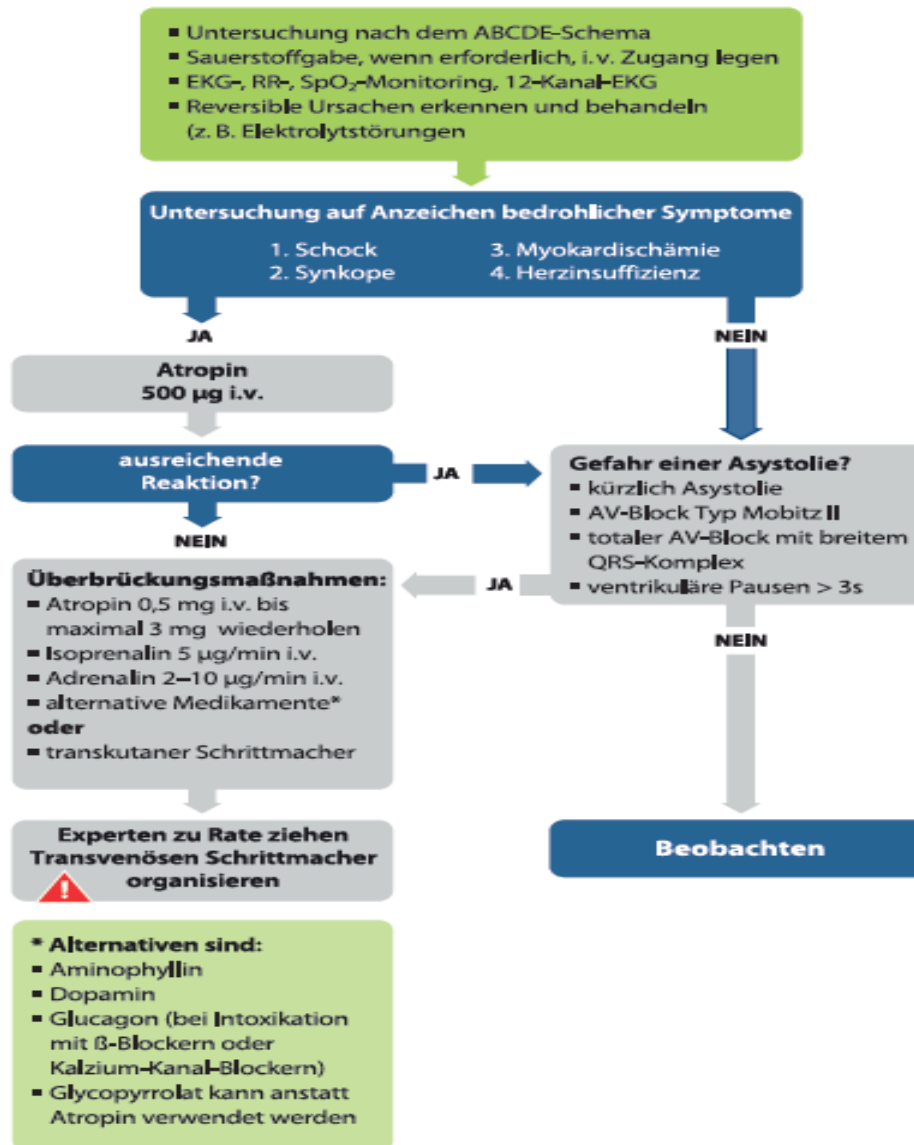 ▪ Untersuchung nach dem ABCDE-Schema
▪ Sauerstoffgabe, wenn erforderlich, i. v. Zugang legen
▪ EKG-, RR-, SpO₂-Monitoring, 12-Kanal-EKG
▪ Reversible Ursachen erkennen und behandeln
(z. B. Elektrolytstörungen
Untersuchung auf Anzeichen bedrohlicher Symptome
1. Schock
2. Synkope
3. Myokardischämie
4. Herzinsuffizienz
JA
NEIN
Atropin
500 µg i.v.
ausreichende
Reaktion?
JA
NEIN
Gefahr einer Asystolie?
▪ kürzlich Asystolie
▪ AV-Block Typ Mobitz II
▪ totaler AV-Block mit breitem
QRS-Komplex
▪ ventrikuläre Pausen > 3s
JA
NEIN
Überbrückungsmaßnahmen:
▪ Atropin 0,5 mg i.v. bis
maximal 3 mg wiederholen
▪ Isoprenalin 5 µg/min i.v.
▪ Adrenalin 2–10 µg/min i.v.
▪ alternative Medikamente*
oder
▪ transkutaner Schrittmacher
Experten zu Rate ziehen
Transvenösen Schrittmacher
organisieren
!
Beobachten
* Alternativen sind:
▪ Aminophyllin
▪ Dopamin
▪ Glucagon (bei Intoxikation
mit ß-Blockern oder
Kalzium-Kanal-Blockern)
▪ Glycopyrrolat kann anstatt
Atropin verwendet werden